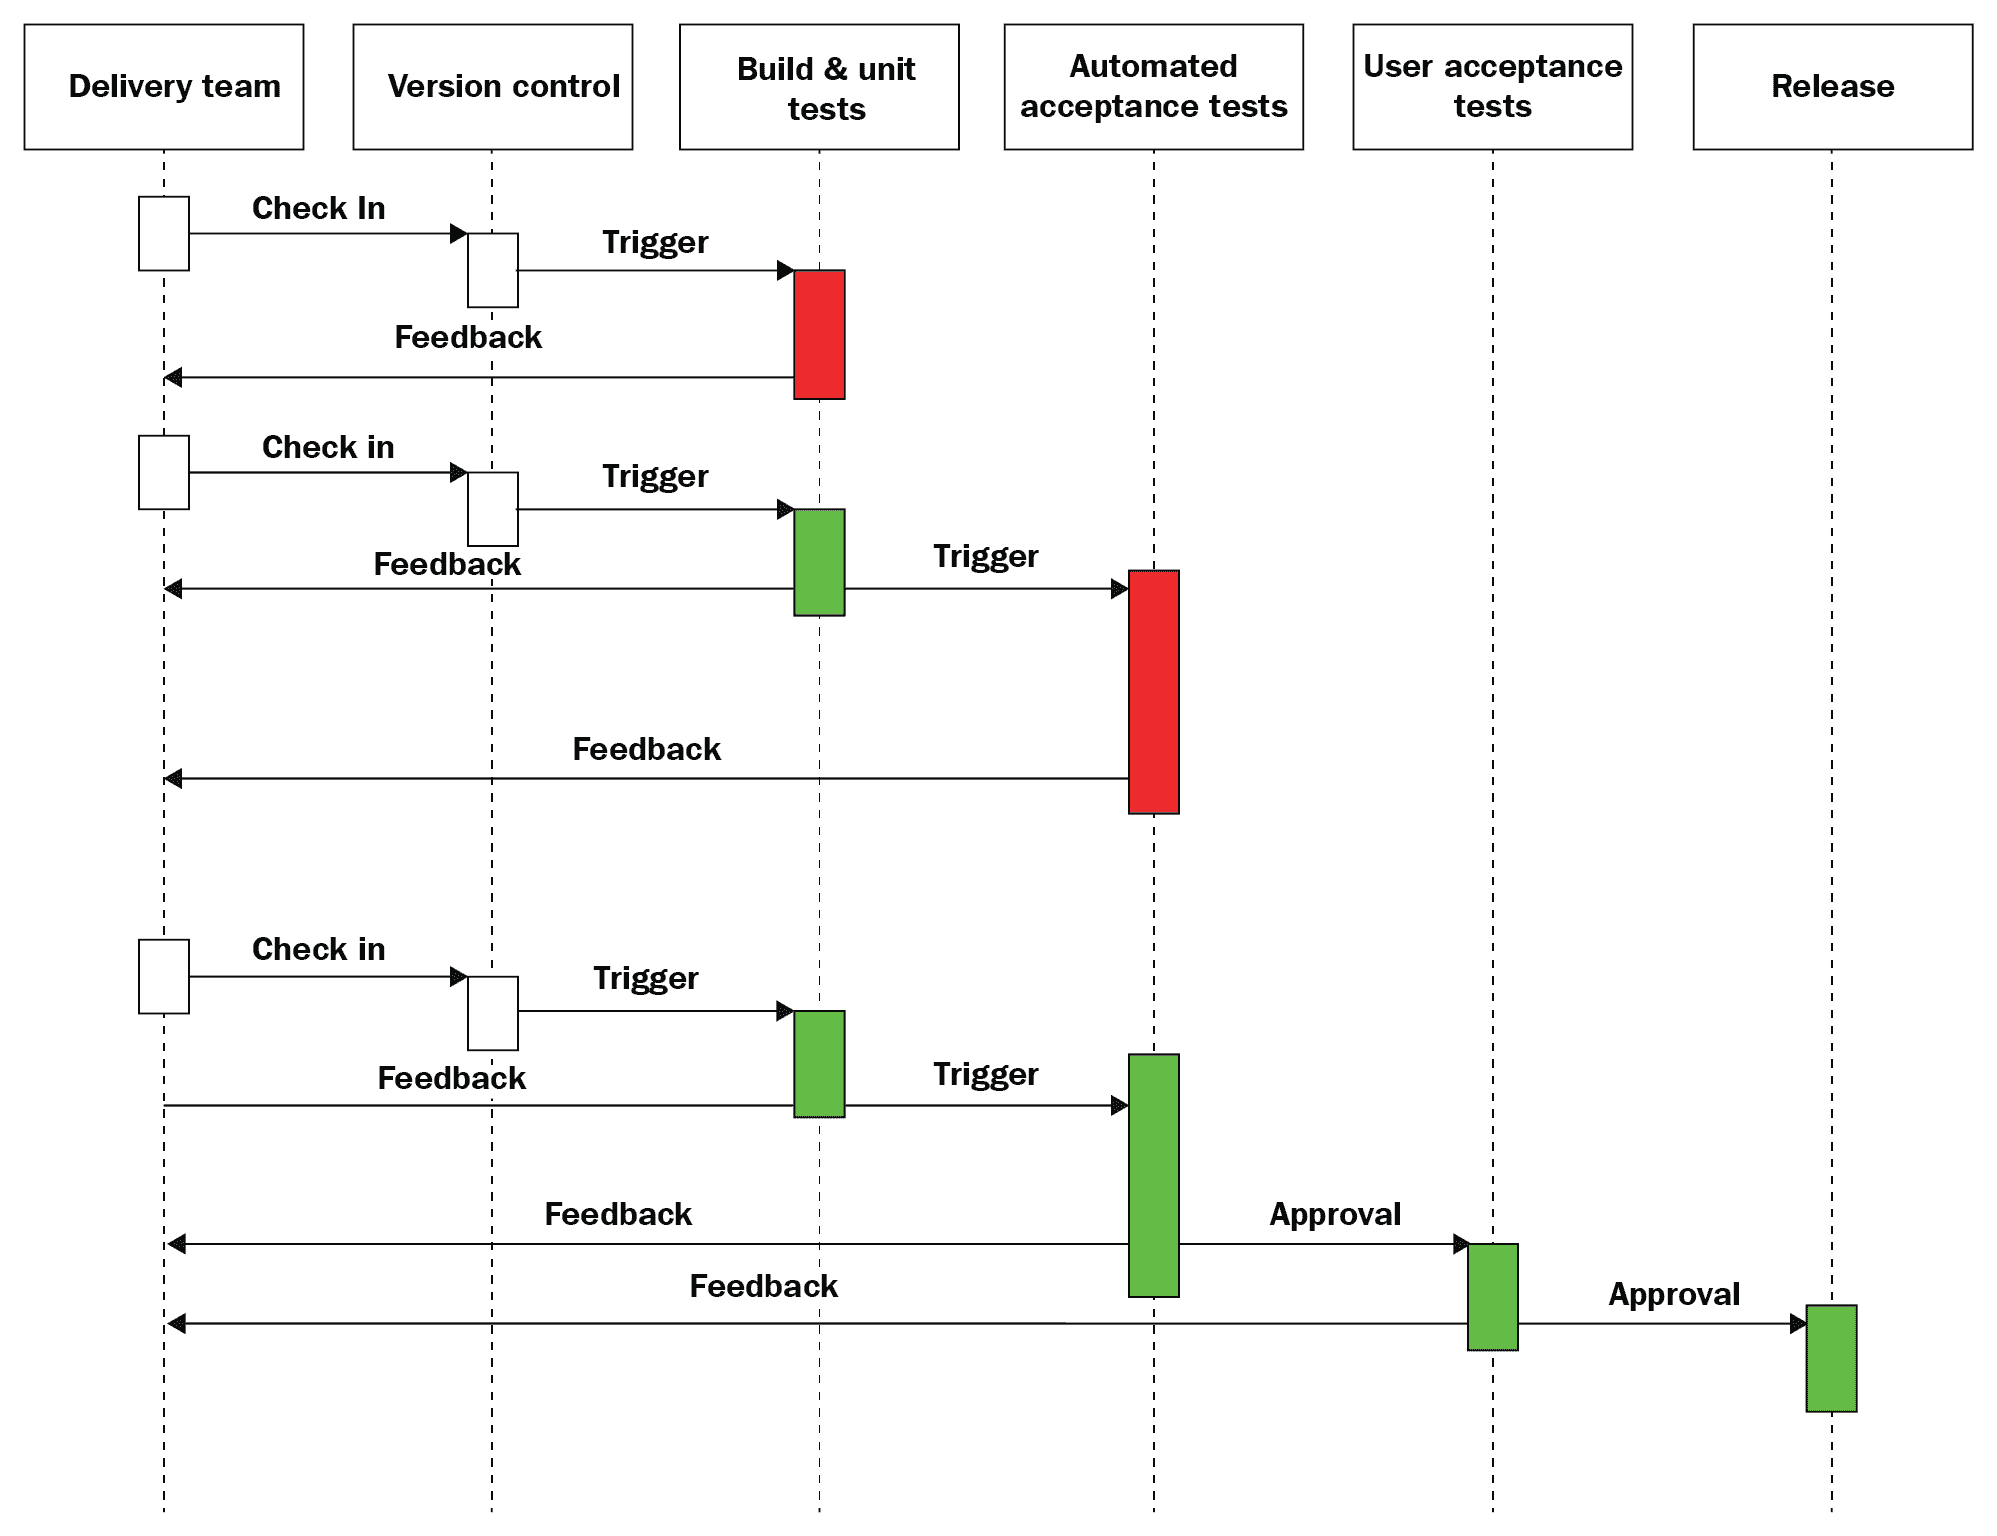 Delivery team
Version control
Build & unit
tests
Automated
acceptance tests
User acceptance
tests
Release
Check In
Trigger
Feedback
Check in
Trigger
Feedback
Trigger
Feedback
Check in
Trigger
Feedback
Trigger
Feedback
Approval
Feedback
Approval